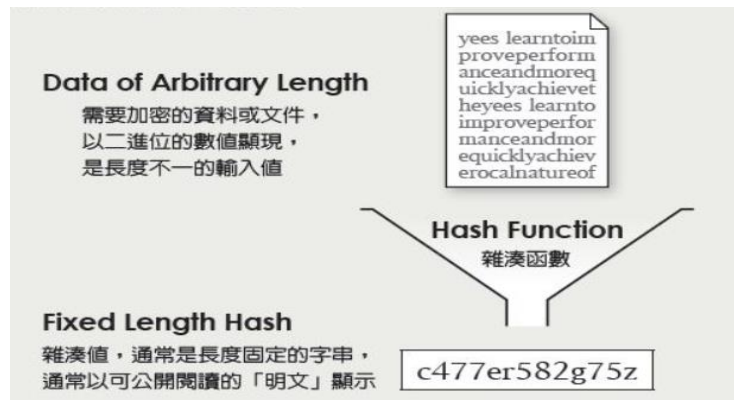 Data of Arbitrary Length
需要加密的資料或文件，
以二進位的數值顯現，
是長度不一的輸入值
yees learntoim
proveperform
anceandmoreq
uicklyachievet
heyees learnto
improveperfor
manceandmor
equicklyachiev
erocalnatureof
Hash Function
雜湊函數
Fixed Length Hash
雜湊值，通常是長度固定的字串，
通常以可公開閱讀的「明文」顯示
c477er582g75z